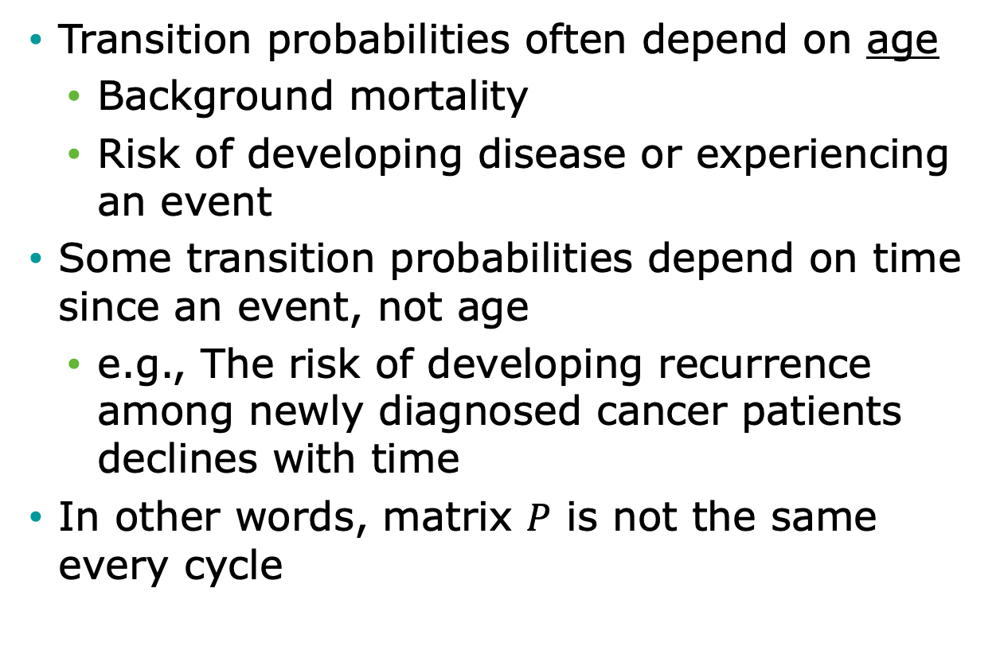 • Transition probabilities often depend on age
• Background mortality
• Risk of developing disease or experiencing
an event
• Some transition probabilities depend on time
since an event, not age
• e.g., The risk of developing recurrence
among newly diagnosed cancer patients
declines with time
• In other words, matrix P is not the same
every cycle